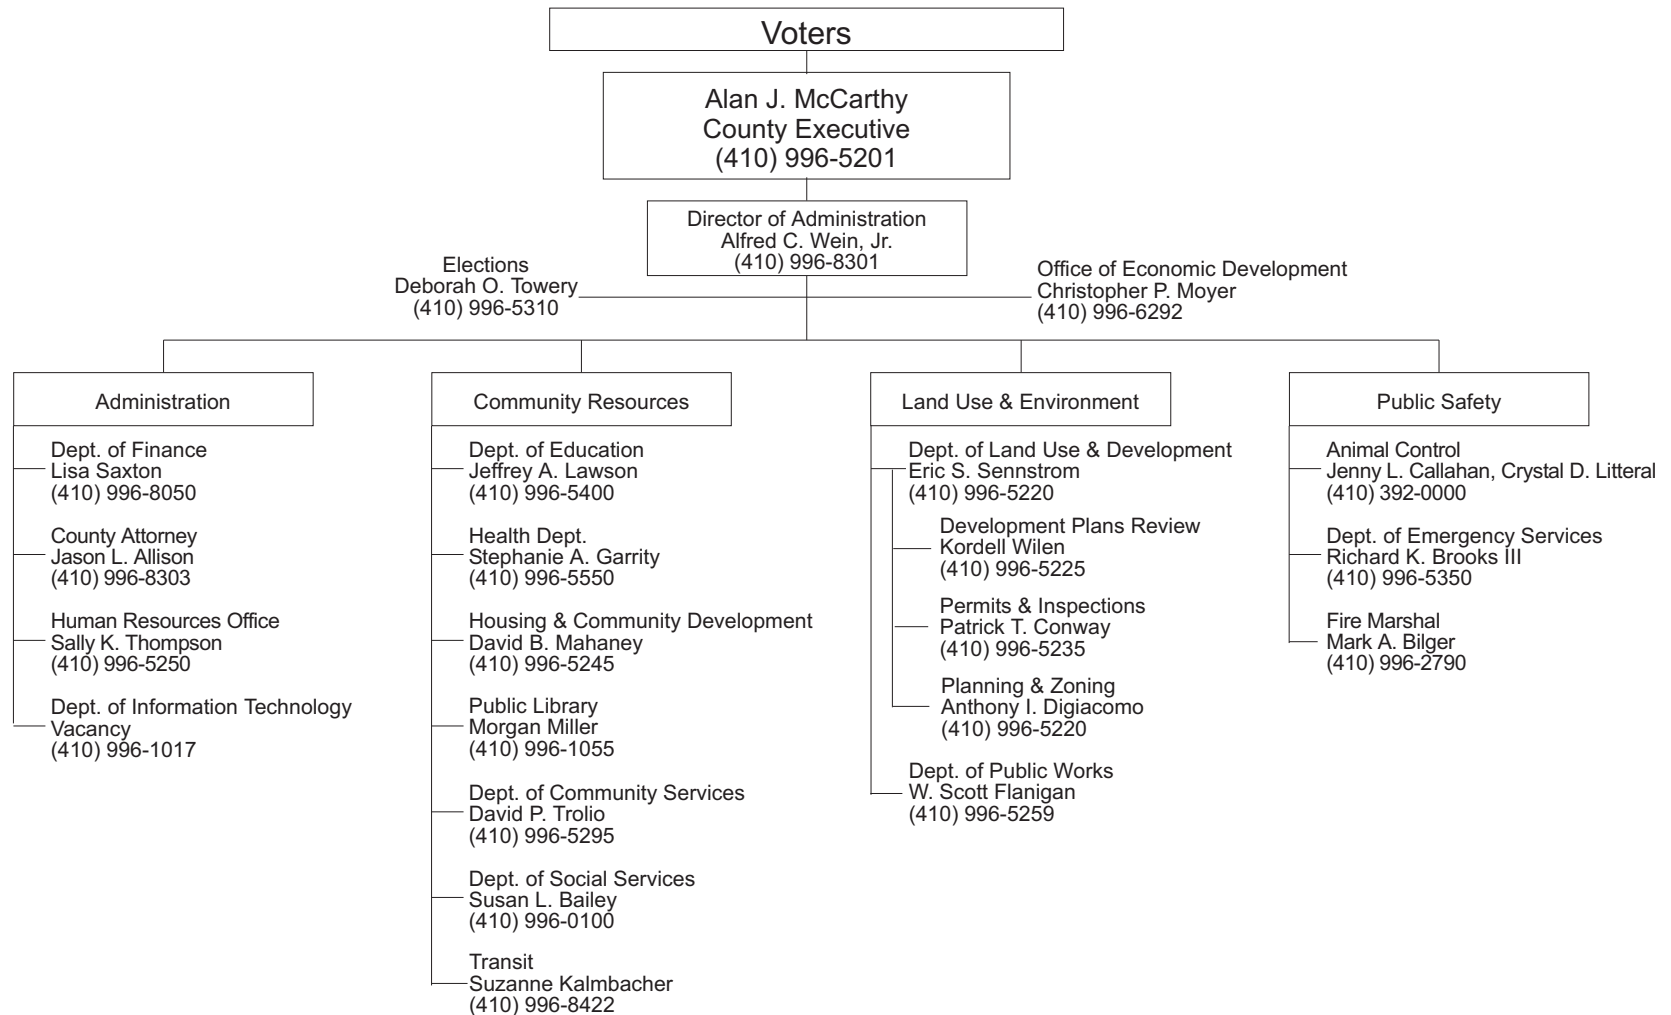 Voters
Alan J. McCarthy
County Executive
(410) 996-5201
Director of Administration
Alfred C. Wein, Jr.
(410) 996-8301
Elections
Deborah O. Towery
(410) 996-5310
Office of Economic Development
Christopher P. Moyer
(410) 996-6292
Administration
Dept. of Finance
Lisa Saxton
(410) 996-8050
County Attorney
Jason L. Allison
(410) 996-8303
Human Resources Office
Sally K. Thompson
(410) 996-5250
Dept. of Information Technology
Vacancy
(410) 996-1017
Community Resources
Dept. of Education
Jeffrey A. Lawson
(410) 996-5400
Health Dept.
Stephanie A. Garrity
(410) 996-5550
Housing & Community Development
David B. Mahaney
(410) 996-5245
Public Library
Morgan Miller
(410) 996-1055
Dept. of Community Services
David P. Trolio
(410) 996-5295
Dept. of Social Services
Susan L. Bailey
(410) 996-0100
Transit
Suzanne Kalmbacher
(410) 996-8422
Land Use & Environment
Dept. of Land Use & Development
Eric S. Sennstrom
(410) 996-5220
Development Plans Review
Kordell Wilen
(410) 996-5225
Permits & Inspections
Patrick T. Conway
(410) 996-5235
Planning & Zoning
Anthony I. Digiacomo
(410) 996-5220
Dept. of Public Works
W. Scott Flanigan
(410) 996-5259
Public Safety
Animal Control
Jenny L. Callahan, Crystal D. Litteral
(410) 392-0000
Dept. of Emergency Services
Richard K. Brooks III
(410) 996-5350
Fire Marshal
Mark A. Bilger
(410) 996-2790